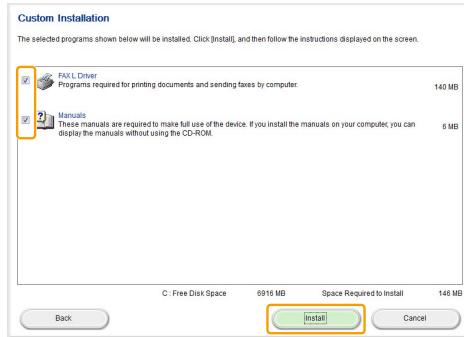 Custom Installation
The selected programs shown below will be installed. Click [Install], and then follow the instructions displayed on the screen.
FAX L Driver
Programs required for printing documents and sending faxes by computer.
140 MB
Manuals
These manuals are required to make full use of the device. If you install the manuals on your computer, you can
display the manuals without using the CD-ROM.
6 MB
C : Free Disk Space 6916 MB Space Required to Install 146 MB
Back Install Cancel